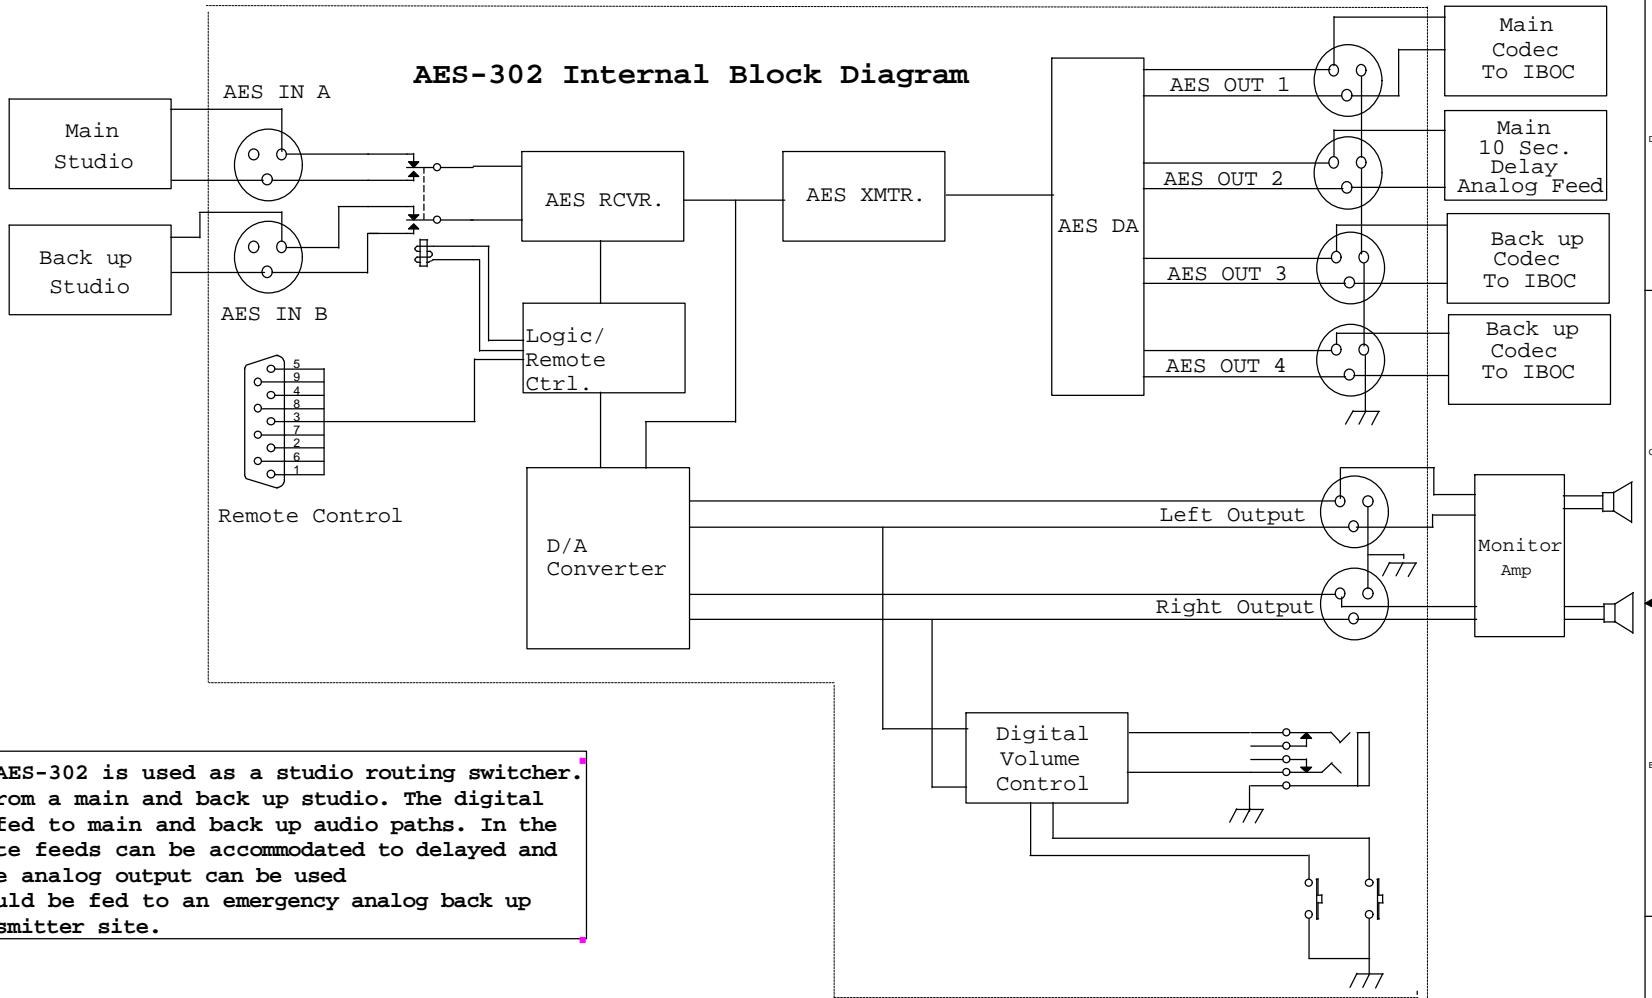 AES-302 Internal Block Diagram
AES IN A
Main
Studio
Back up
Studio
AES IN B
AES RCVR.
AES XMTR.
AES DA
Logic/
Remote
Ctrl.
5
9
4
8
3
7
2
6
1
Remote Control
D/A
Converter
AES OUT 1
AES OUT 2
AES OUT 3
AES OUT 4
Main
Codec
To IBOC
Main
10 Sec.
Delay
Analog Feed
Back up
Codec
To IBOC
Back up
Codec
To IBOC
Left Output
Right Output
Monitor
Amp
Digital
Volume
Control
AES-302 is used as a studio routing switcher.
rom a main and back up studio. The digital
fed to main and back up audio paths. In the
te feeds can be accommodated to delayed and
e analog output can be used
uld be fed to an emergency analog back up
smitter site.